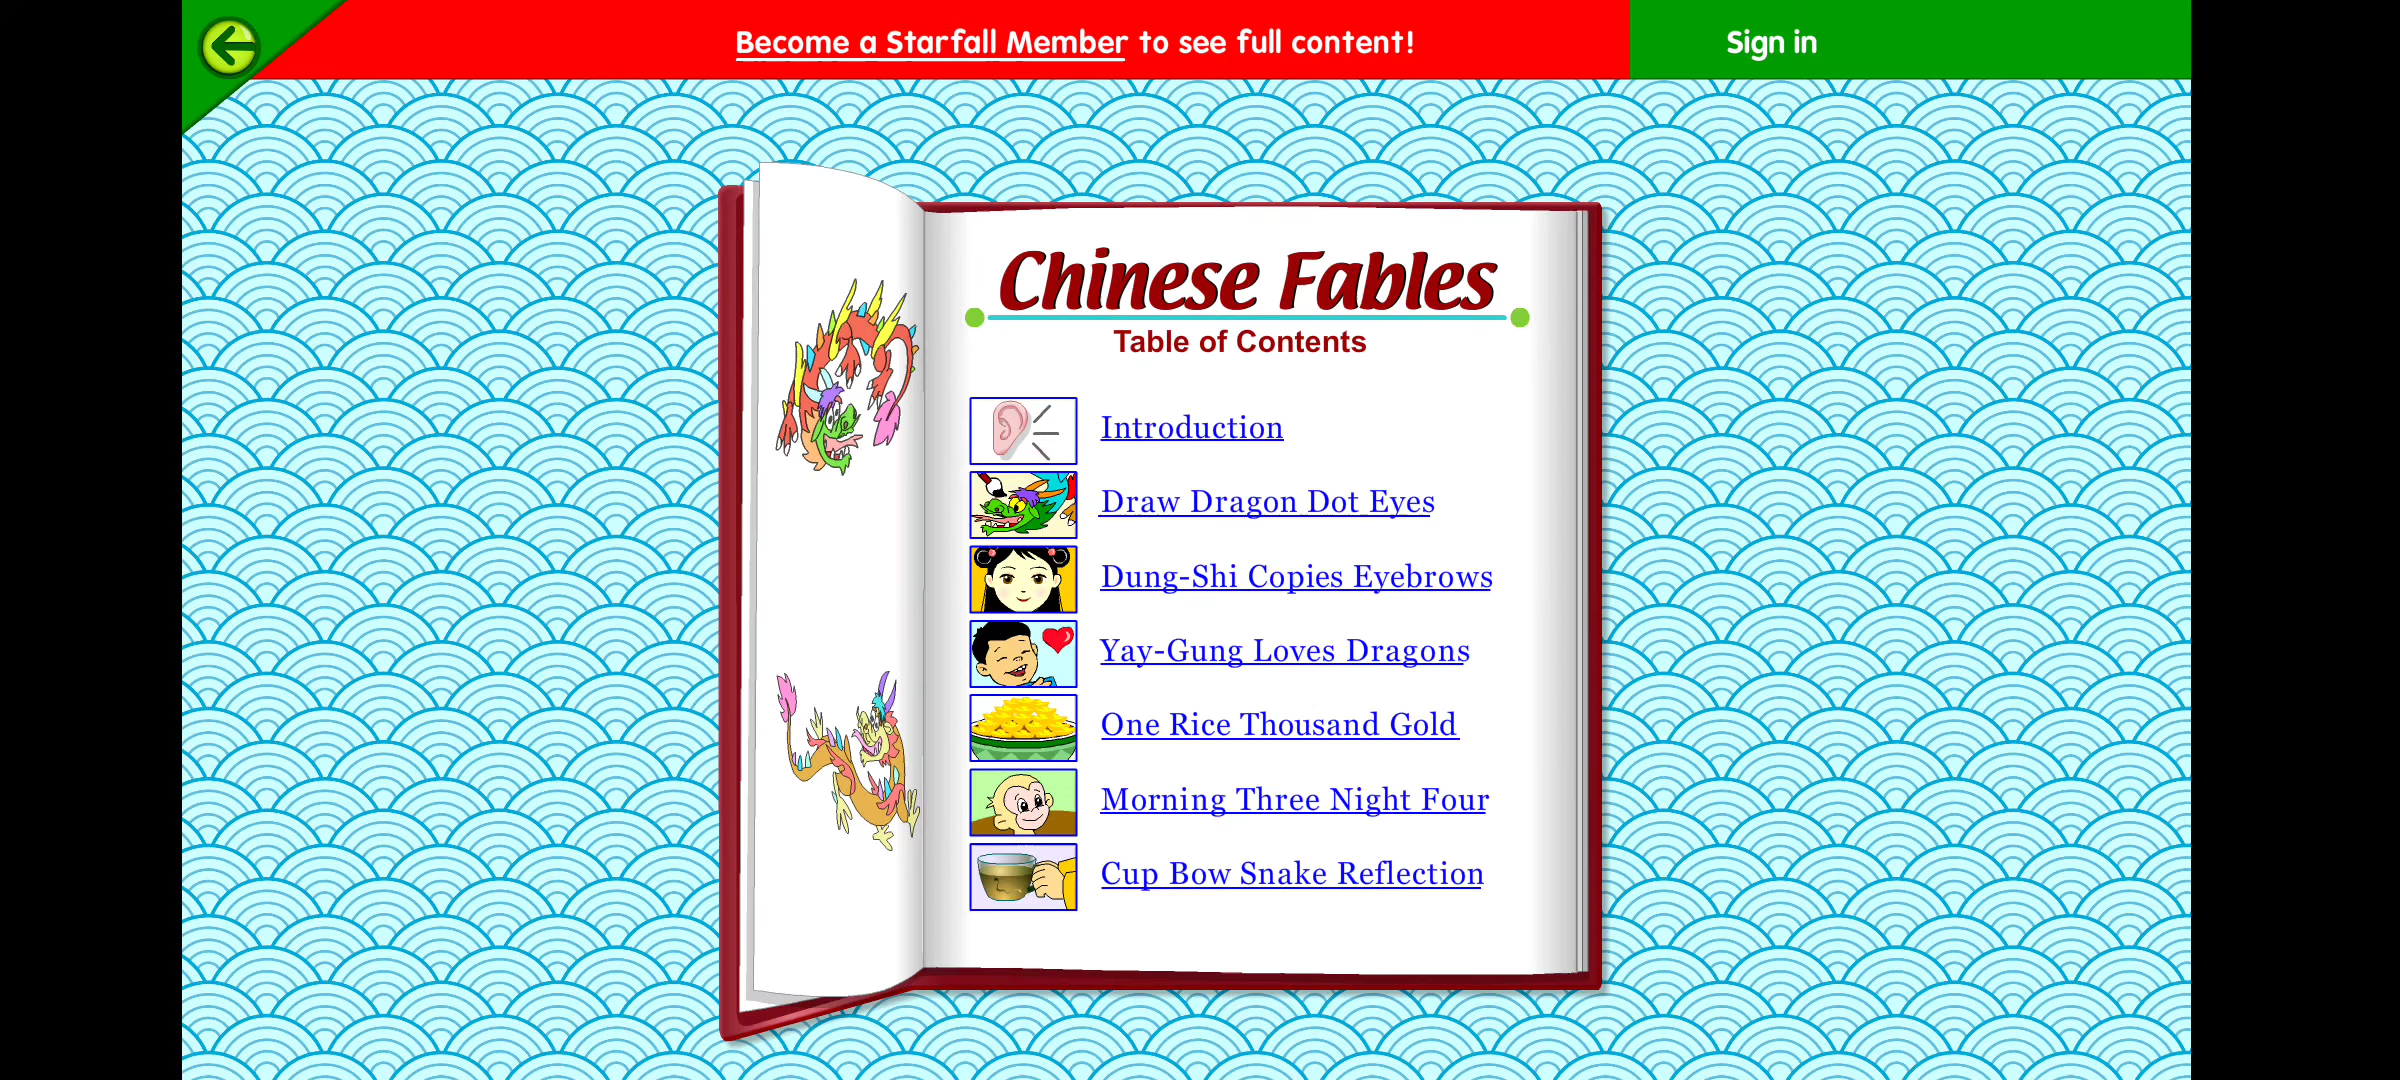 Become a Starfall Member to see full content!
Sign in
Chinese Fables
Table of Contents
Introduction
Draw Dragon Dot Eyes
Dung-Shi Copies Eyebrows
Yay-Gung Loves Dragons
One Rice Thousand Gold
Morning Three Night Four
Cup Bow Snake Reflection